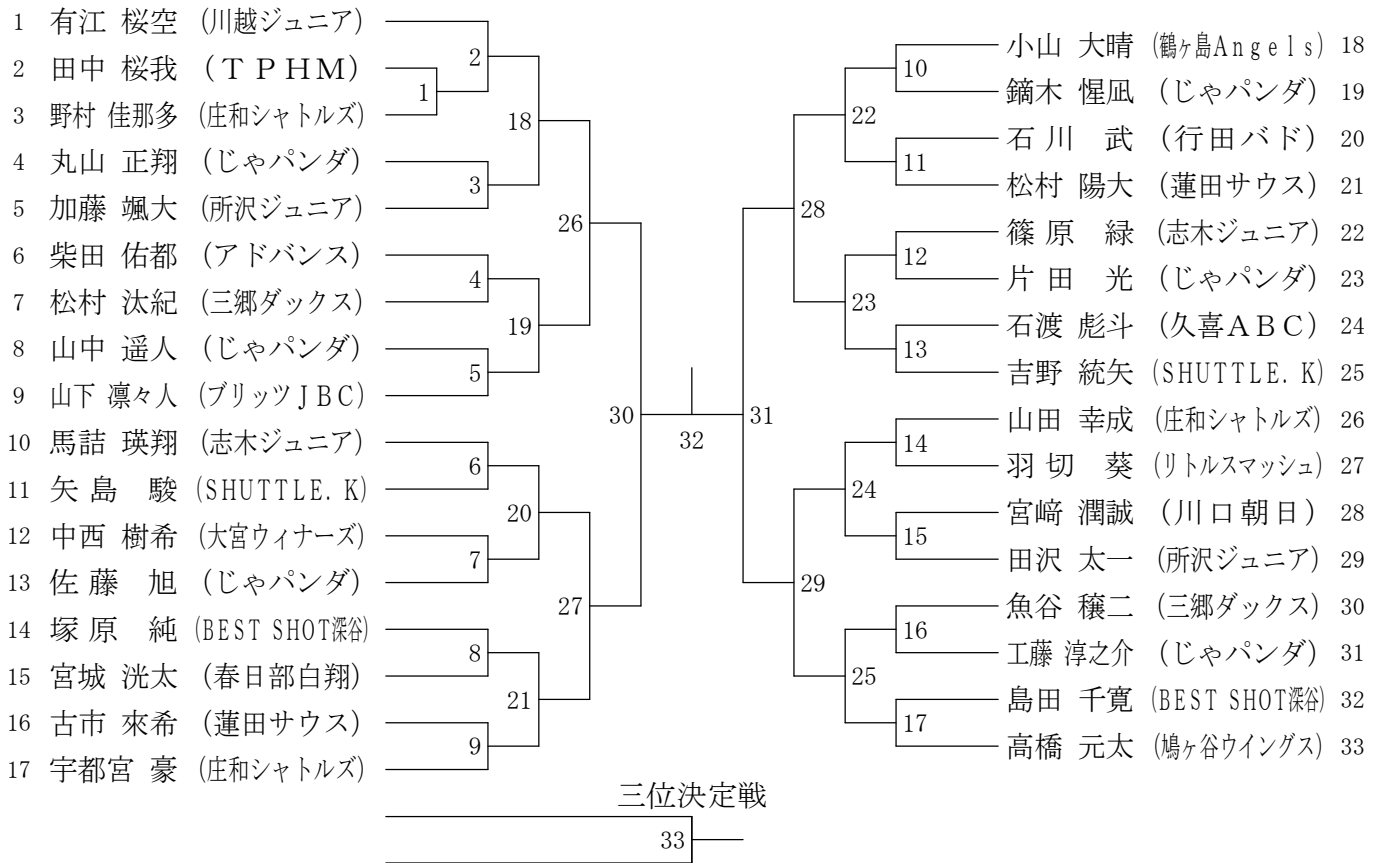 1 有江 桜空 (川越ジュニア)
2 田中 桜我 (ＴＰＨＭ)
3 野村 佳那多 (庄和シャトルズ)
4 丸山 正翔 (じゃパンダ)
5 加藤 颯大 (所沢ジュニア)
6 柴田 佑都 (アドバンス)
7 松村 汰紀 (三郷ダックス)
8 山中 遥人 (じゃパンダ)
9 山下 凛々人 (ブリッツＪＢＣ)
10 馬詰 瑛翔 (志木ジュニア)
11 矢島 駿 (SHUTTLE. K)
12 中西 樹希 (大宮ウィナーズ)
13 佐藤 旭 (じゃパンダ)
14 塚原 純 (BEST SHOT深谷)
15 宮城 洸太 (春日部白翔)
16 古市 來希 (蓮田サウス)
17 宇都宮 豪 (庄和シャトルズ)
1
2
3
4
5
6
7
8
9
18
19
20
21
26
27
30
32
31
28
29
22
23
24
25
10
11
12
13
14
15
16
17
小山 大晴 (鶴ヶ島Ａｎｇｅｌｓ) 18
鏑木 惺凪 (じゃパンダ) 19
石川 武 (行田バド) 20
松村 陽大 (蓮田サウス) 21
篠原 緑 (志木ジュニア) 22
片田 光 (じゃパンダ) 23
石渡 彪斗 (久喜ＡＢＣ) 24
吉野 統矢 (SHUTTLE. K) 25
山田 幸成 (庄和シャトルズ) 26
羽切 葵 (リトルスマッシュ) 27
宮﨑 潤誠 (川口朝日) 28
田沢 太一 (所沢ジュニア) 29
魚谷 穣二 (三郷ダックス) 30
工藤 淳之介 (じゃパンダ) 31
島田 千寛 (BEST SHOT深谷) 32
高橋 元太 (鳩ヶ谷ウイングス) 33
三位決定戦
33